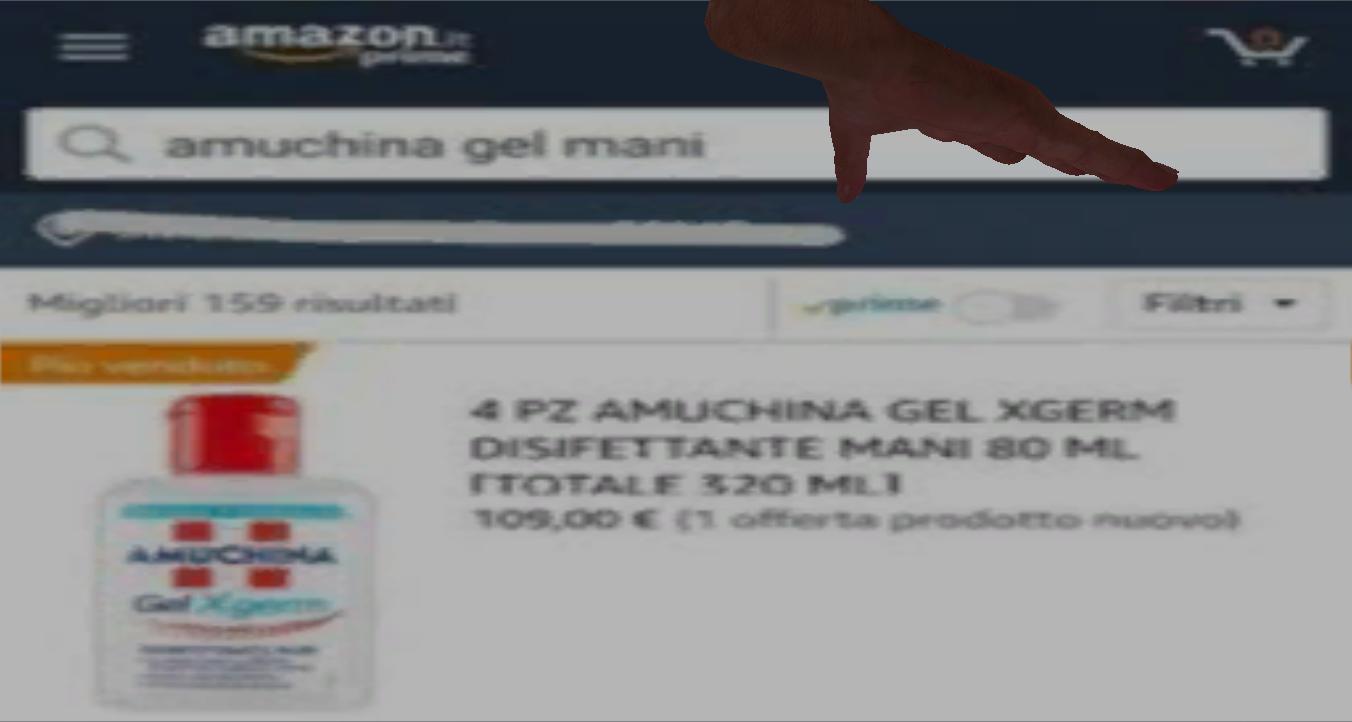 amazon.it
prime
0
amuchina gel mani
Migliori 159 risultati
prime
Filtri
Più venduto
4 PZ AMUCHINA GEL XGERM
DISIFETTANTE MANI 80 ML
[TOTALE 320 ML]
109,00 € (1 offerta prodotto nuovo)
AMUCHINA
Gel Xgerm